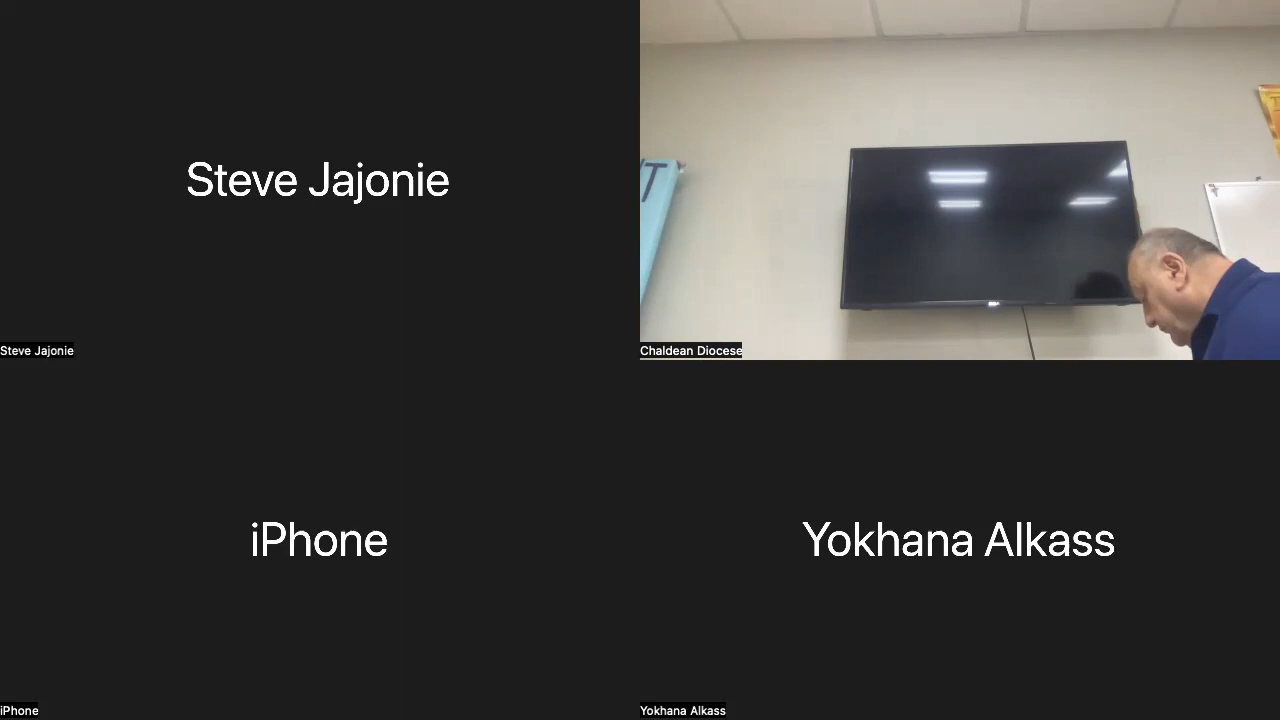 Steve Jajonie
Steve Jajonie
T
Chaldean Diocese
iPhone
iPhone
Yokhana Alkass
Yokhana Alkass